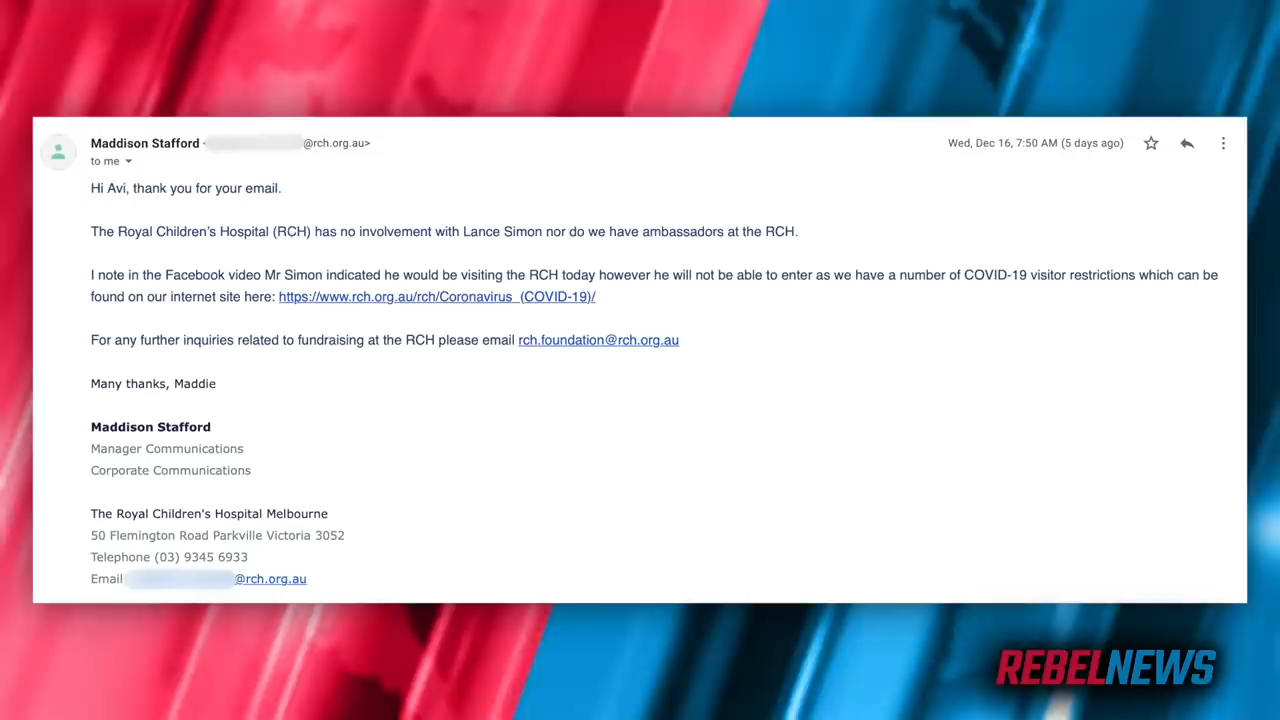 Maddison Stafford < @rch.org.au>
Wed, Dec 16, 7:50 AM (5 days ago)
to me
Hi Avi, thank you for your email.
The Royal Children's Hospital (RCH) has no involvement with Lance Simon nor do we have ambassadors at the RCH.
I note in the Facebook video Mr Simon indicated he would be visiting the RCH today however he will not be able to enter as we have a number of COVID-19 visitor restrictions which can be
found on our internet site here: https://www.rch.org.au/rch/Coronavirus_(COVID-19)/
For any further inquiries related to fundraising at the RCH please email rch.foundation@rch.org.au
Many thanks, Maddie
Maddison Stafford
Manager Communications
Corporate Communications
The Royal Children's Hospital Melbourne
50 Flemington Road Parkville Victoria 3052
Telephone (03) 9345 6933
Email @rch.org.au
REBELNEWS